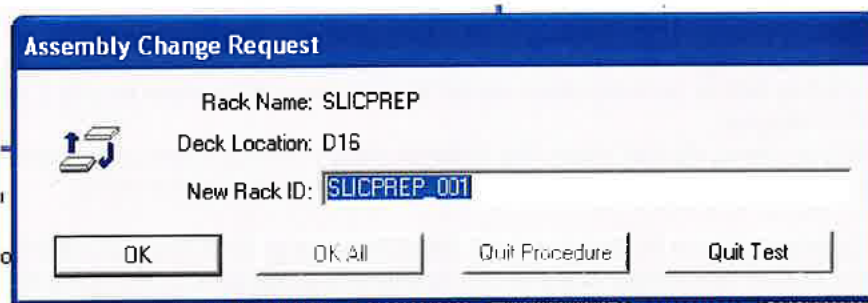 Assembly Change Request
Rack Name: SLICPREP
Deck Location: D16
New Rack ID: SLICPREP_001
OK
OK All
Quit Procedure
Quit Test